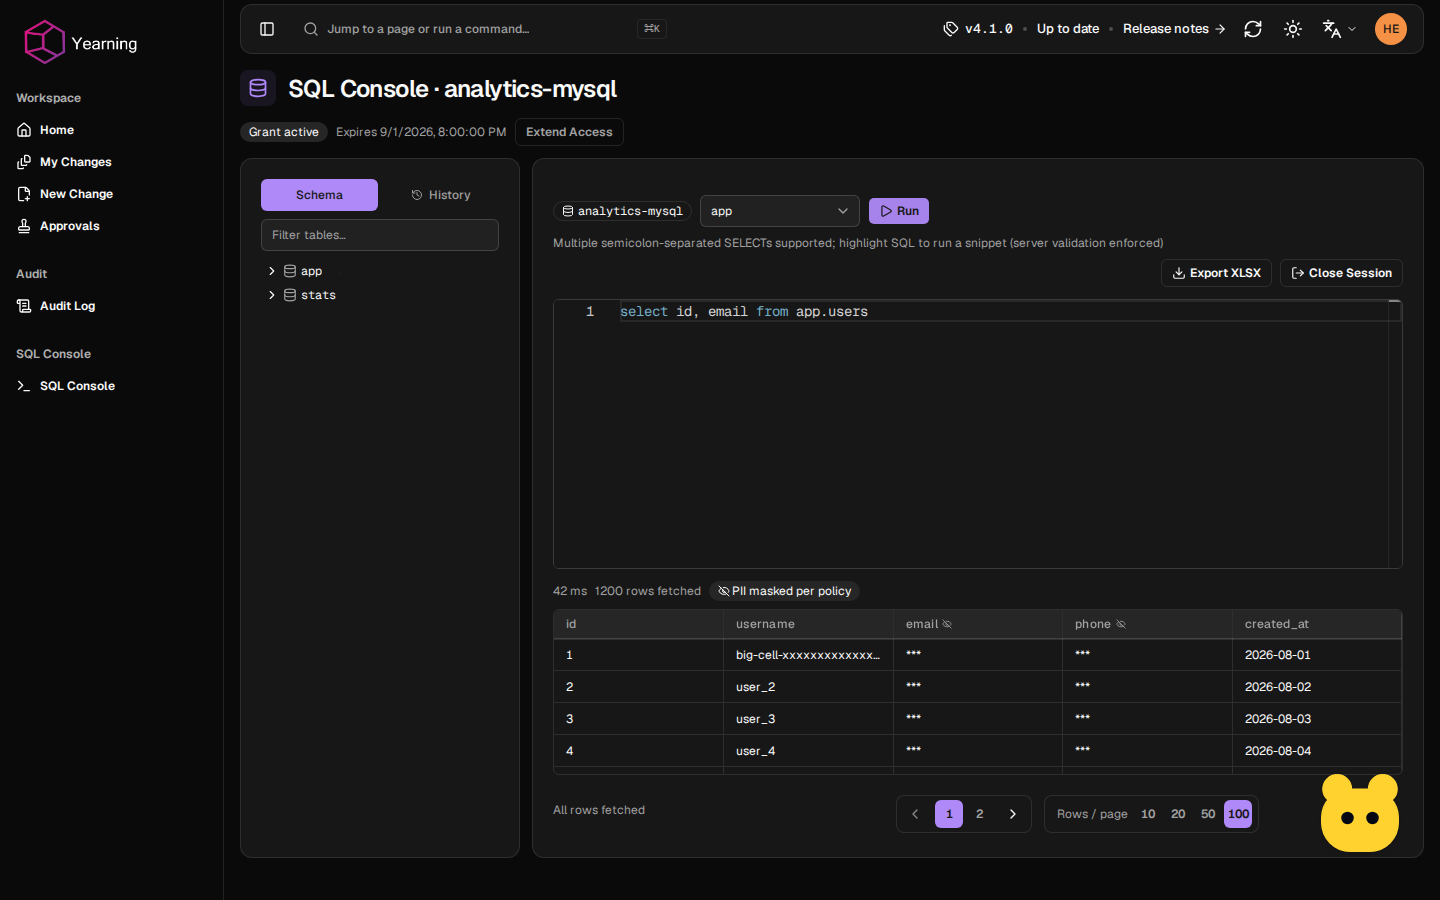 Yearning
Jump to a page or run a command...
⌘K
v4.1.0 • Up to date • Release notes →
HE
Workspace
Home
My Changes
New Change
Approvals
Audit
Audit Log
SQL Console
SQL Console
SQL Console · analytics-mysql
Grant active Expires 9/1/2026, 8:00:00 PM Extend Access
Schema History
Filter tables...
app
stats
analytics-mysql app Run
Multiple semicolon-separated SELECTs supported; highlight SQL to run a snippet (server validation enforced)
Export XLSX Close Session
1 select id, email from app.users
42 ms 1200 rows fetched PII masked per policy
id username email phone created_at
1 big-cell-xxxxxxxxxxxxx... *** *** 2026-08-01
2 user_2 *** *** 2026-08-02
3 user_3 *** *** 2026-08-03
4 user_4 *** *** 2026-08-04
All rows fetched 1 2 Rows / page 10 20 50 100